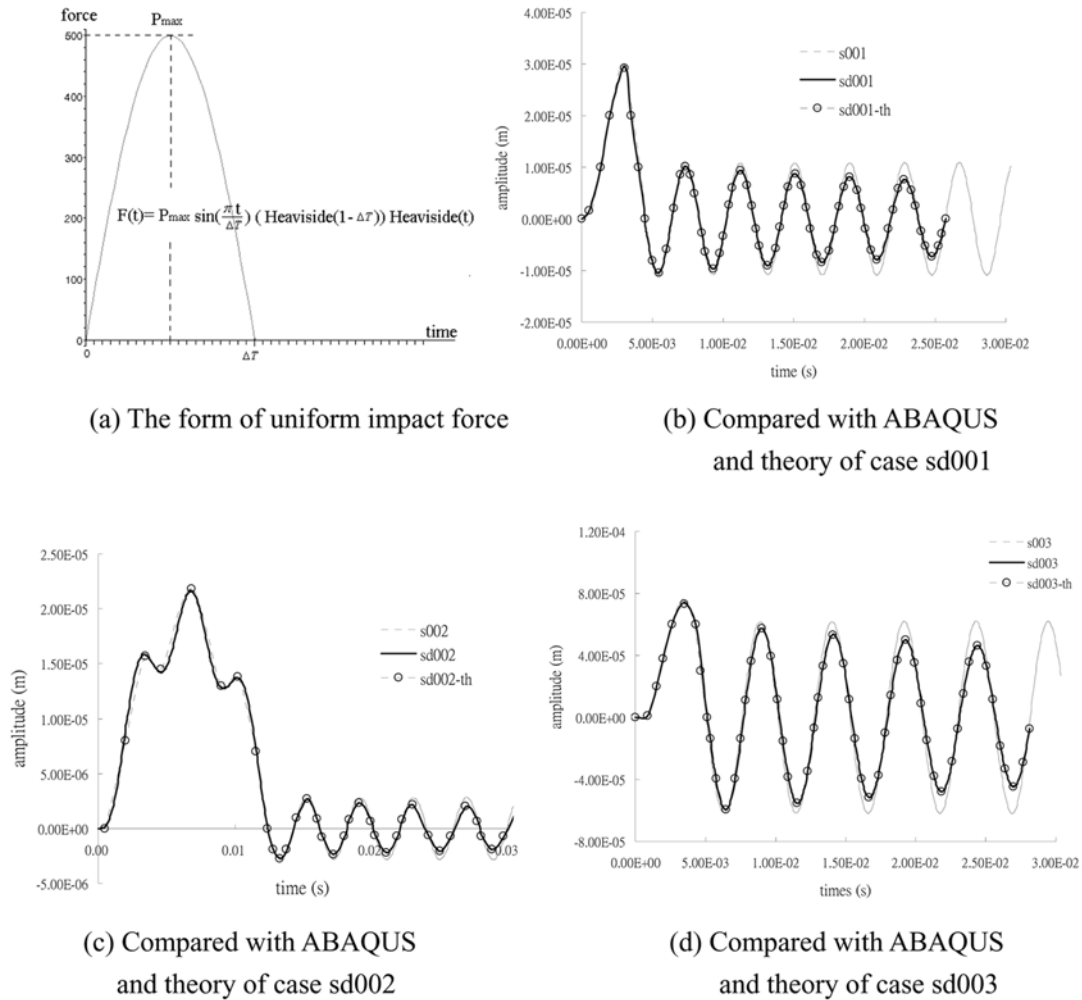 force
Pmax
500
400
300
200
100
0
0
F(t)= Pmax sin(πt/ΔT) ( Heaviside(1- ΔT)) Heaviside(t)
time
ΔT
(a) The form of uniform impact force
5.00E-05
4.00E-05
3.00E-05
2.00E-05
1.00E-05
0.00E+00
-1.00E-05
-2.00E-05
amplitude (m)
s001
sd001
sd001-th
0.00E+00 5.00E-03 1.00E-02 1.50E-02 2.00E-02 2.50E-02 3.00E-02
time (s)
(b) Compared with ABAQUS
and theory of case sd001
2.50E-05
2.00E-05
1.50E-05
1.00E-05
5.00E-06
0.00E+00
-5.00E-06
amplitude (m)
s002
sd002
sd002-th
0.00 0.01 0.02 0.03
time (s)
(c) Compared with ABAQUS
and theory of case sd002
1.20E-04
8.00E-05
4.00E-05
0.00E+00
-4.00E-05
-8.00E-05
amplitude (m)
s003
sd003
sd003-th
0.00E+00 5.00E-03 1.00E-02 1.50E-02 2.00E-02 2.50E-02 3.00E-02
times (s)
(d) Compared with ABAQUS
and theory of case sd003